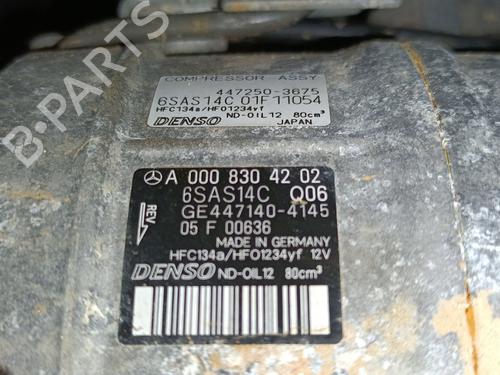 COMPRESSOR ASSY
447250-3675
6SAS14C 01F11054
HFC134a/HFO1234yf
DENSO ND-OIL12 80cm³
JAPAN
A 000 830 42 02
6SAS14C Q06
GE447140-4145
REV
05 F 00636
MADE IN GERMANY
HFC134a/HFO1234yf 12V
DENSO ND-OIL12 80cm³
B-PARTS